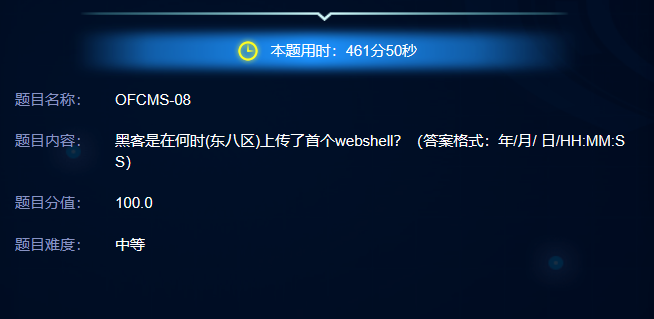 本题用时：461分50秒
题目名称： OFCMS-08
题目内容： 黑客是在何时(东八区)上传了首个webshell？（答案格式：年/月/ 日/HH:MM:S
S）
题目分值： 100.0
题目难度： 中等